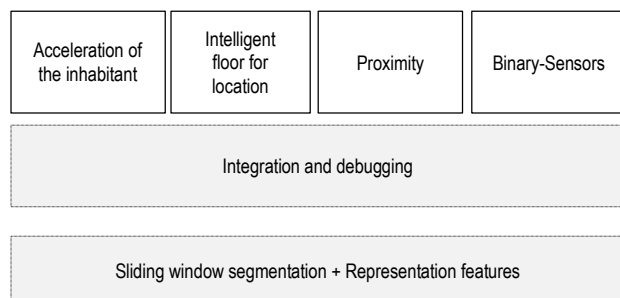 Acceleration of
the inhabitant
Intelligent
floor for
location
Proximity
Binary-Sensors
Integration and debugging
Sliding window segmentation + Representation features